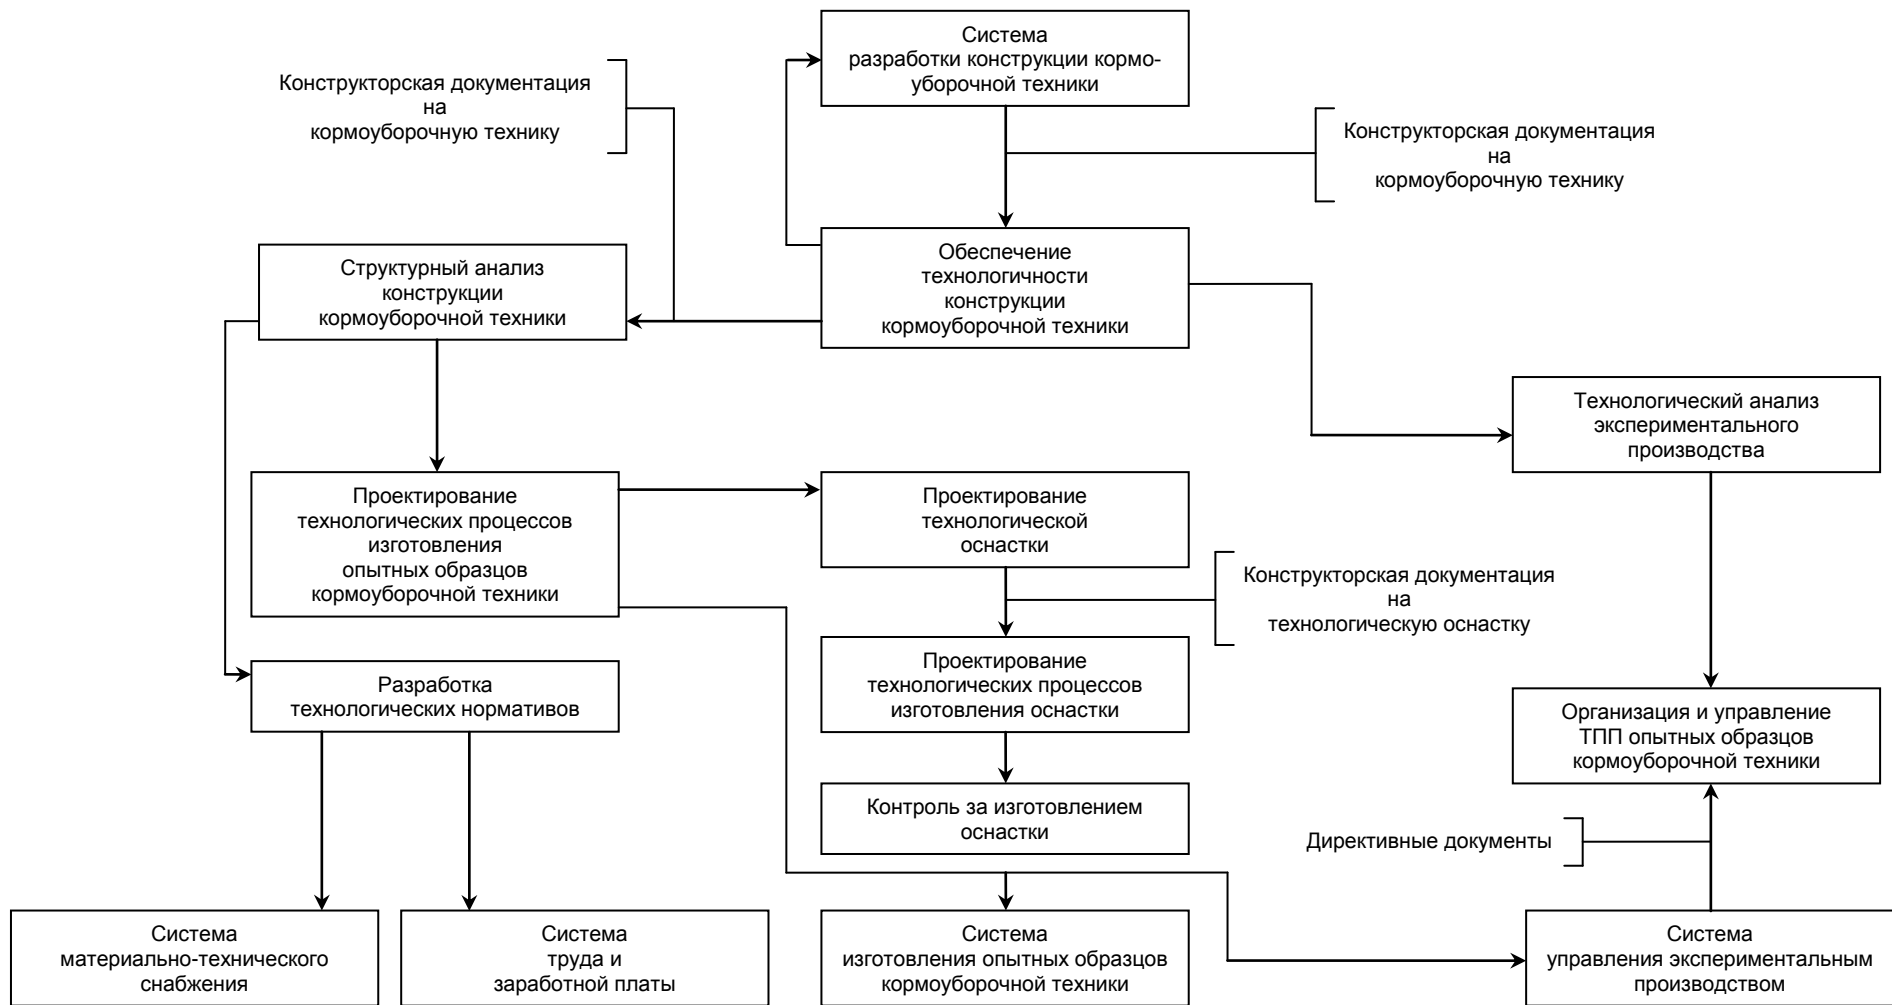 Система
разработки конструкции кормо-
уборочной техники
Конструкторская документация
на
кормоуборочную технику
Конструкторская документация
на
кормоуборочную технику
Структурный анализ
конструкции
кормоуборочной техники
Обеспечение
технологичности
конструкции
кормоуборочной техники
Технологический анализ
экспериментального
производства
Проектирование
технологических процессов
изготовления
опытных образцов
кормоуборочной техники
Проектирование
технологической
оснастки
Конструкторская документация
на
технологическую оснастку
Разработка
технологических нормативов
Проектирование
технологических процессов
изготовления оснастки
Организация и управление
ТПП опытных образцов
кормоуборочной техники
Контроль за изготовлением
оснастки
Директивные документы
Система
материально-технического
снабжения
Система
труда и
заработной платы
Система
изготовления опытных образцов
кормоуборочной техники
Система
управления экспериментальным
производством